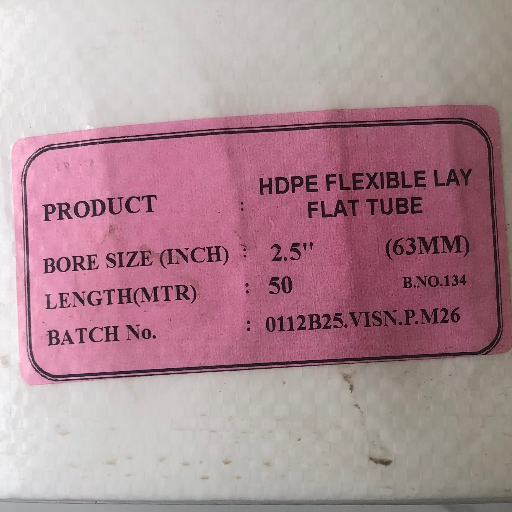 PRODUCT : HDPE FLEXIBLE LAY
FLAT TUBE
BORE SIZE (INCH) : 2.5" (63MM)
LENGTH(MTR) : 50 B.NO.134
BATCH No. : 0112B25.VISN.P.M26